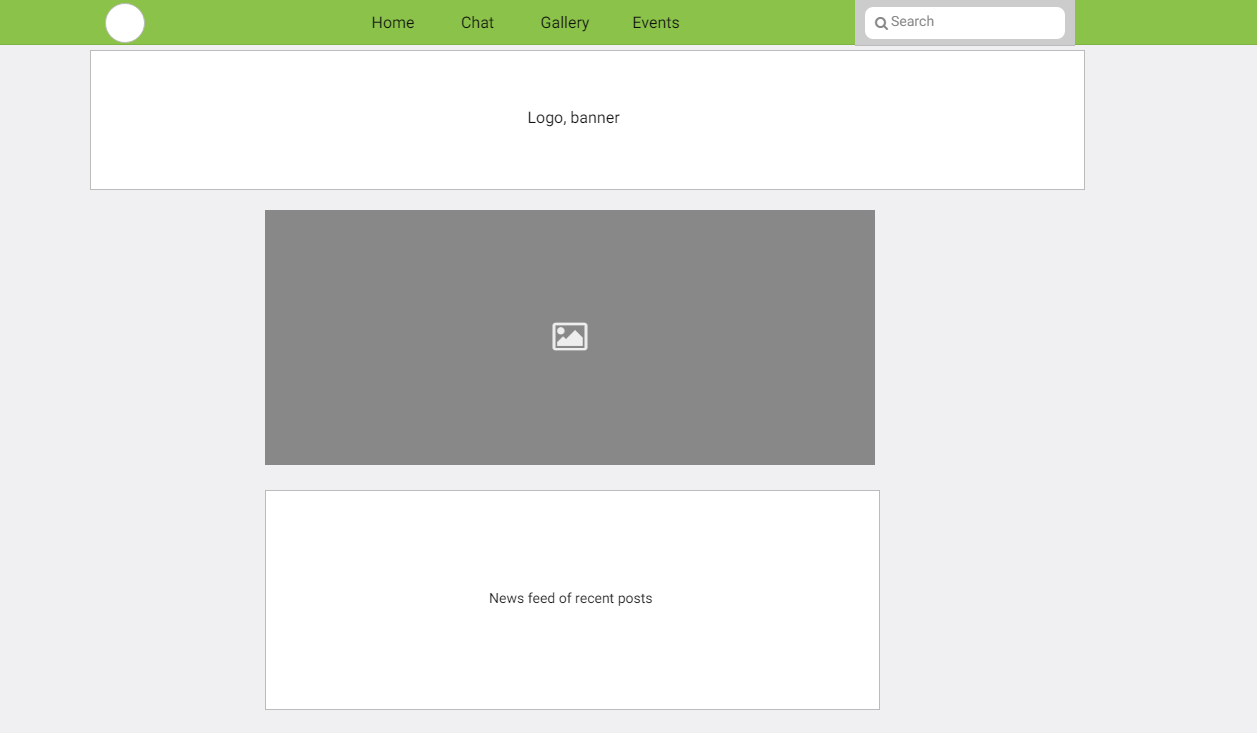 Home Chat Gallery Events Search
Logo, banner
News feed of recent posts